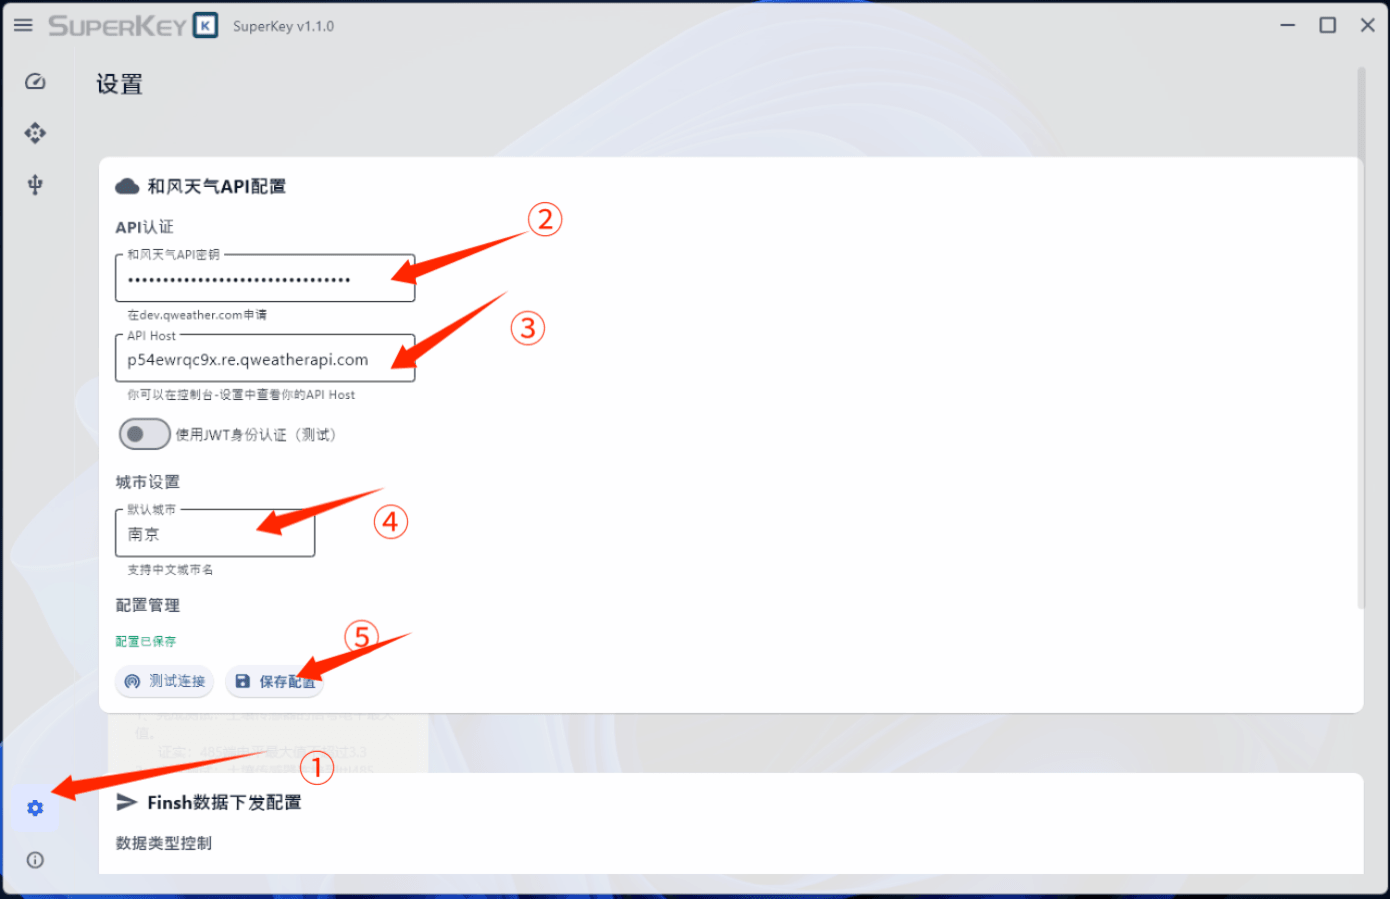 SUPERKEY K SuperKey v1.1.0
设置
和风天气API配置
API认证
②
和风天气API密钥
••••••••••••••••••••••••••••••••
在dev.qweather.com申请
③
API Host
p54ewrqc9x.re.qweatherapi.com
你可以在控制台-设置中查看你的API Host
使用JWT身份认证（测试）
城市设置
默认城市
④
南京
支持中文城市名
配置管理
⑤
配置已保存
测试连接 保存配置
值。
①
Finsh数据下发配置
数据类型控制